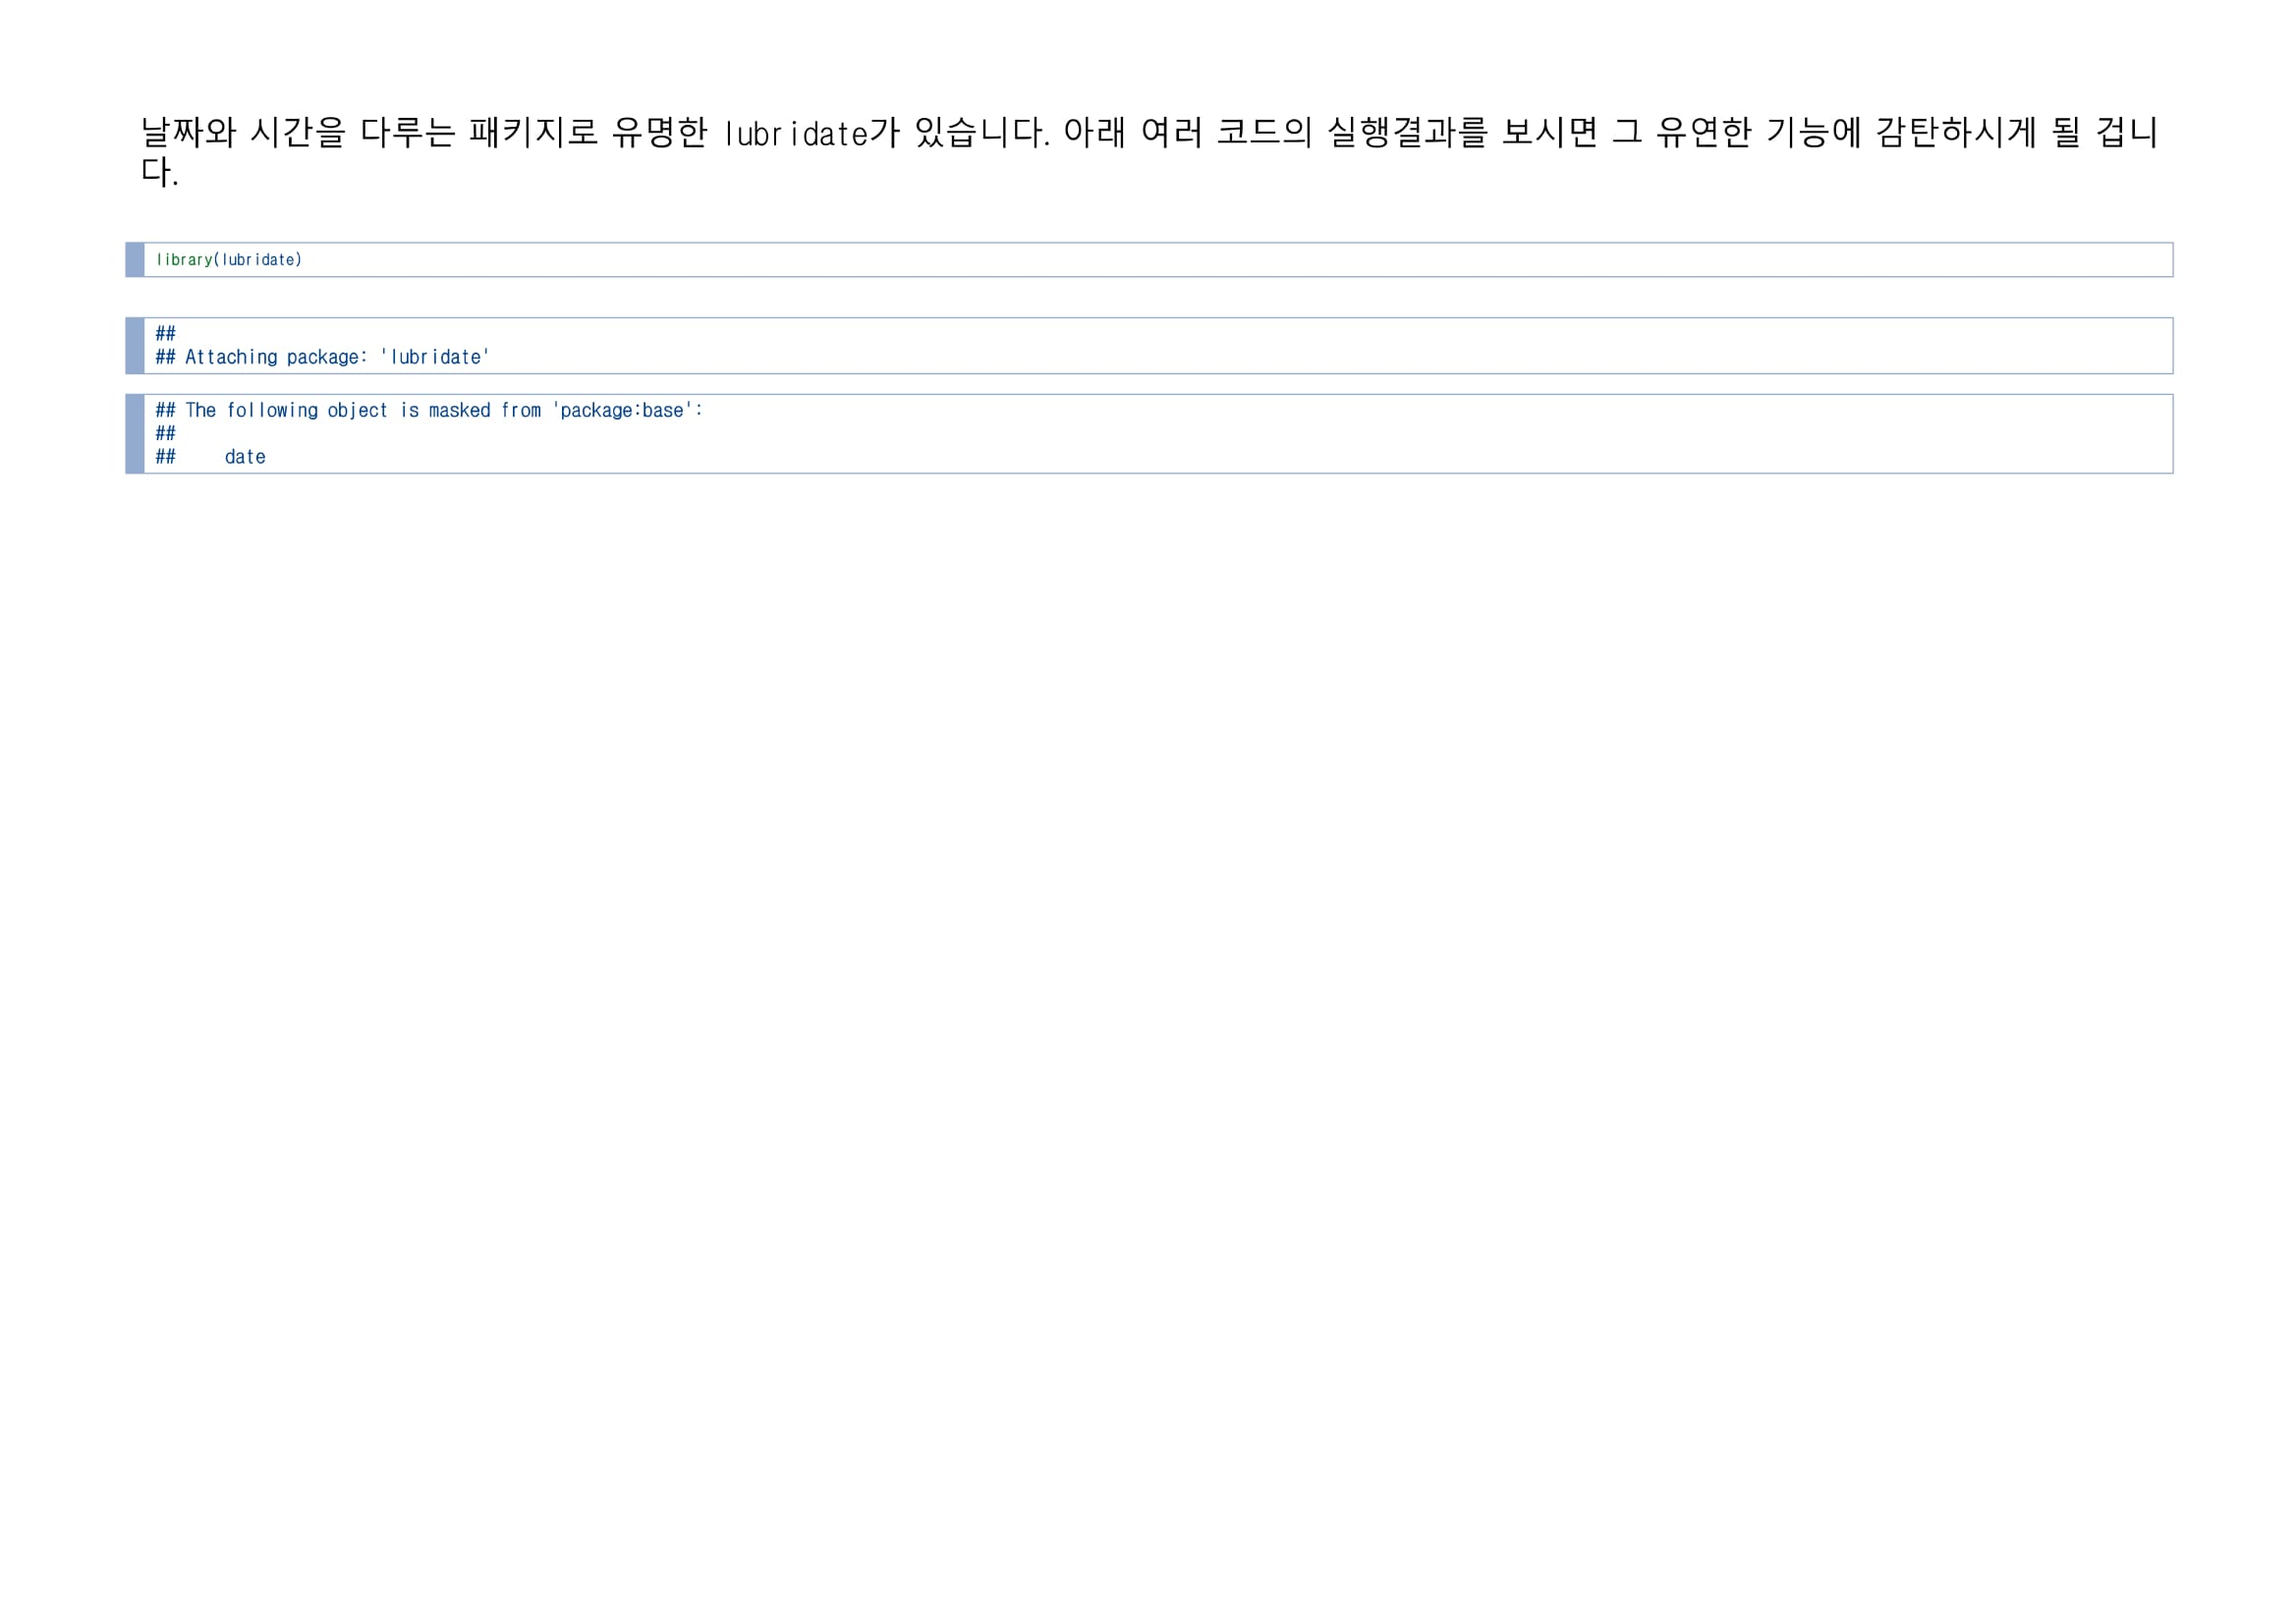 날짜와 시간을 다루는 패키지로 유명한 lubridate가 있습니다. 아래 여러 코드의 실행결과를 보시면 그 유연한 기능에 감탄하시게 될 겁니
다.
library(lubridate)
##
## Attaching package: 'lubridate'
## The following object is masked from 'package:base':
##
##     date